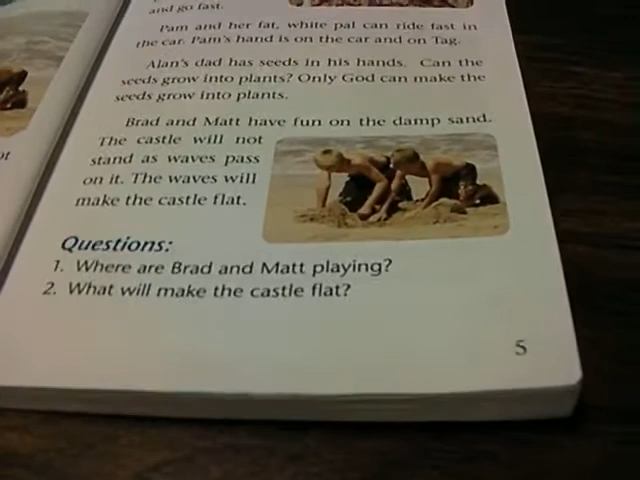 and go fast.
Pam and her fat, white pal can ride fast in
the car. Pam's hand is on the car and on Tag.
Alan's dad has seeds in his hands. Can the
seeds grow into plants? Only God can make the
seeds grow into plants.
Brad and Matt have fun on the damp sand.
The castle will not
stand as waves pass
on it. The waves will
make the castle flat.
Questions:
1. Where are Brad and Matt playing?
2. What will make the castle flat?
5